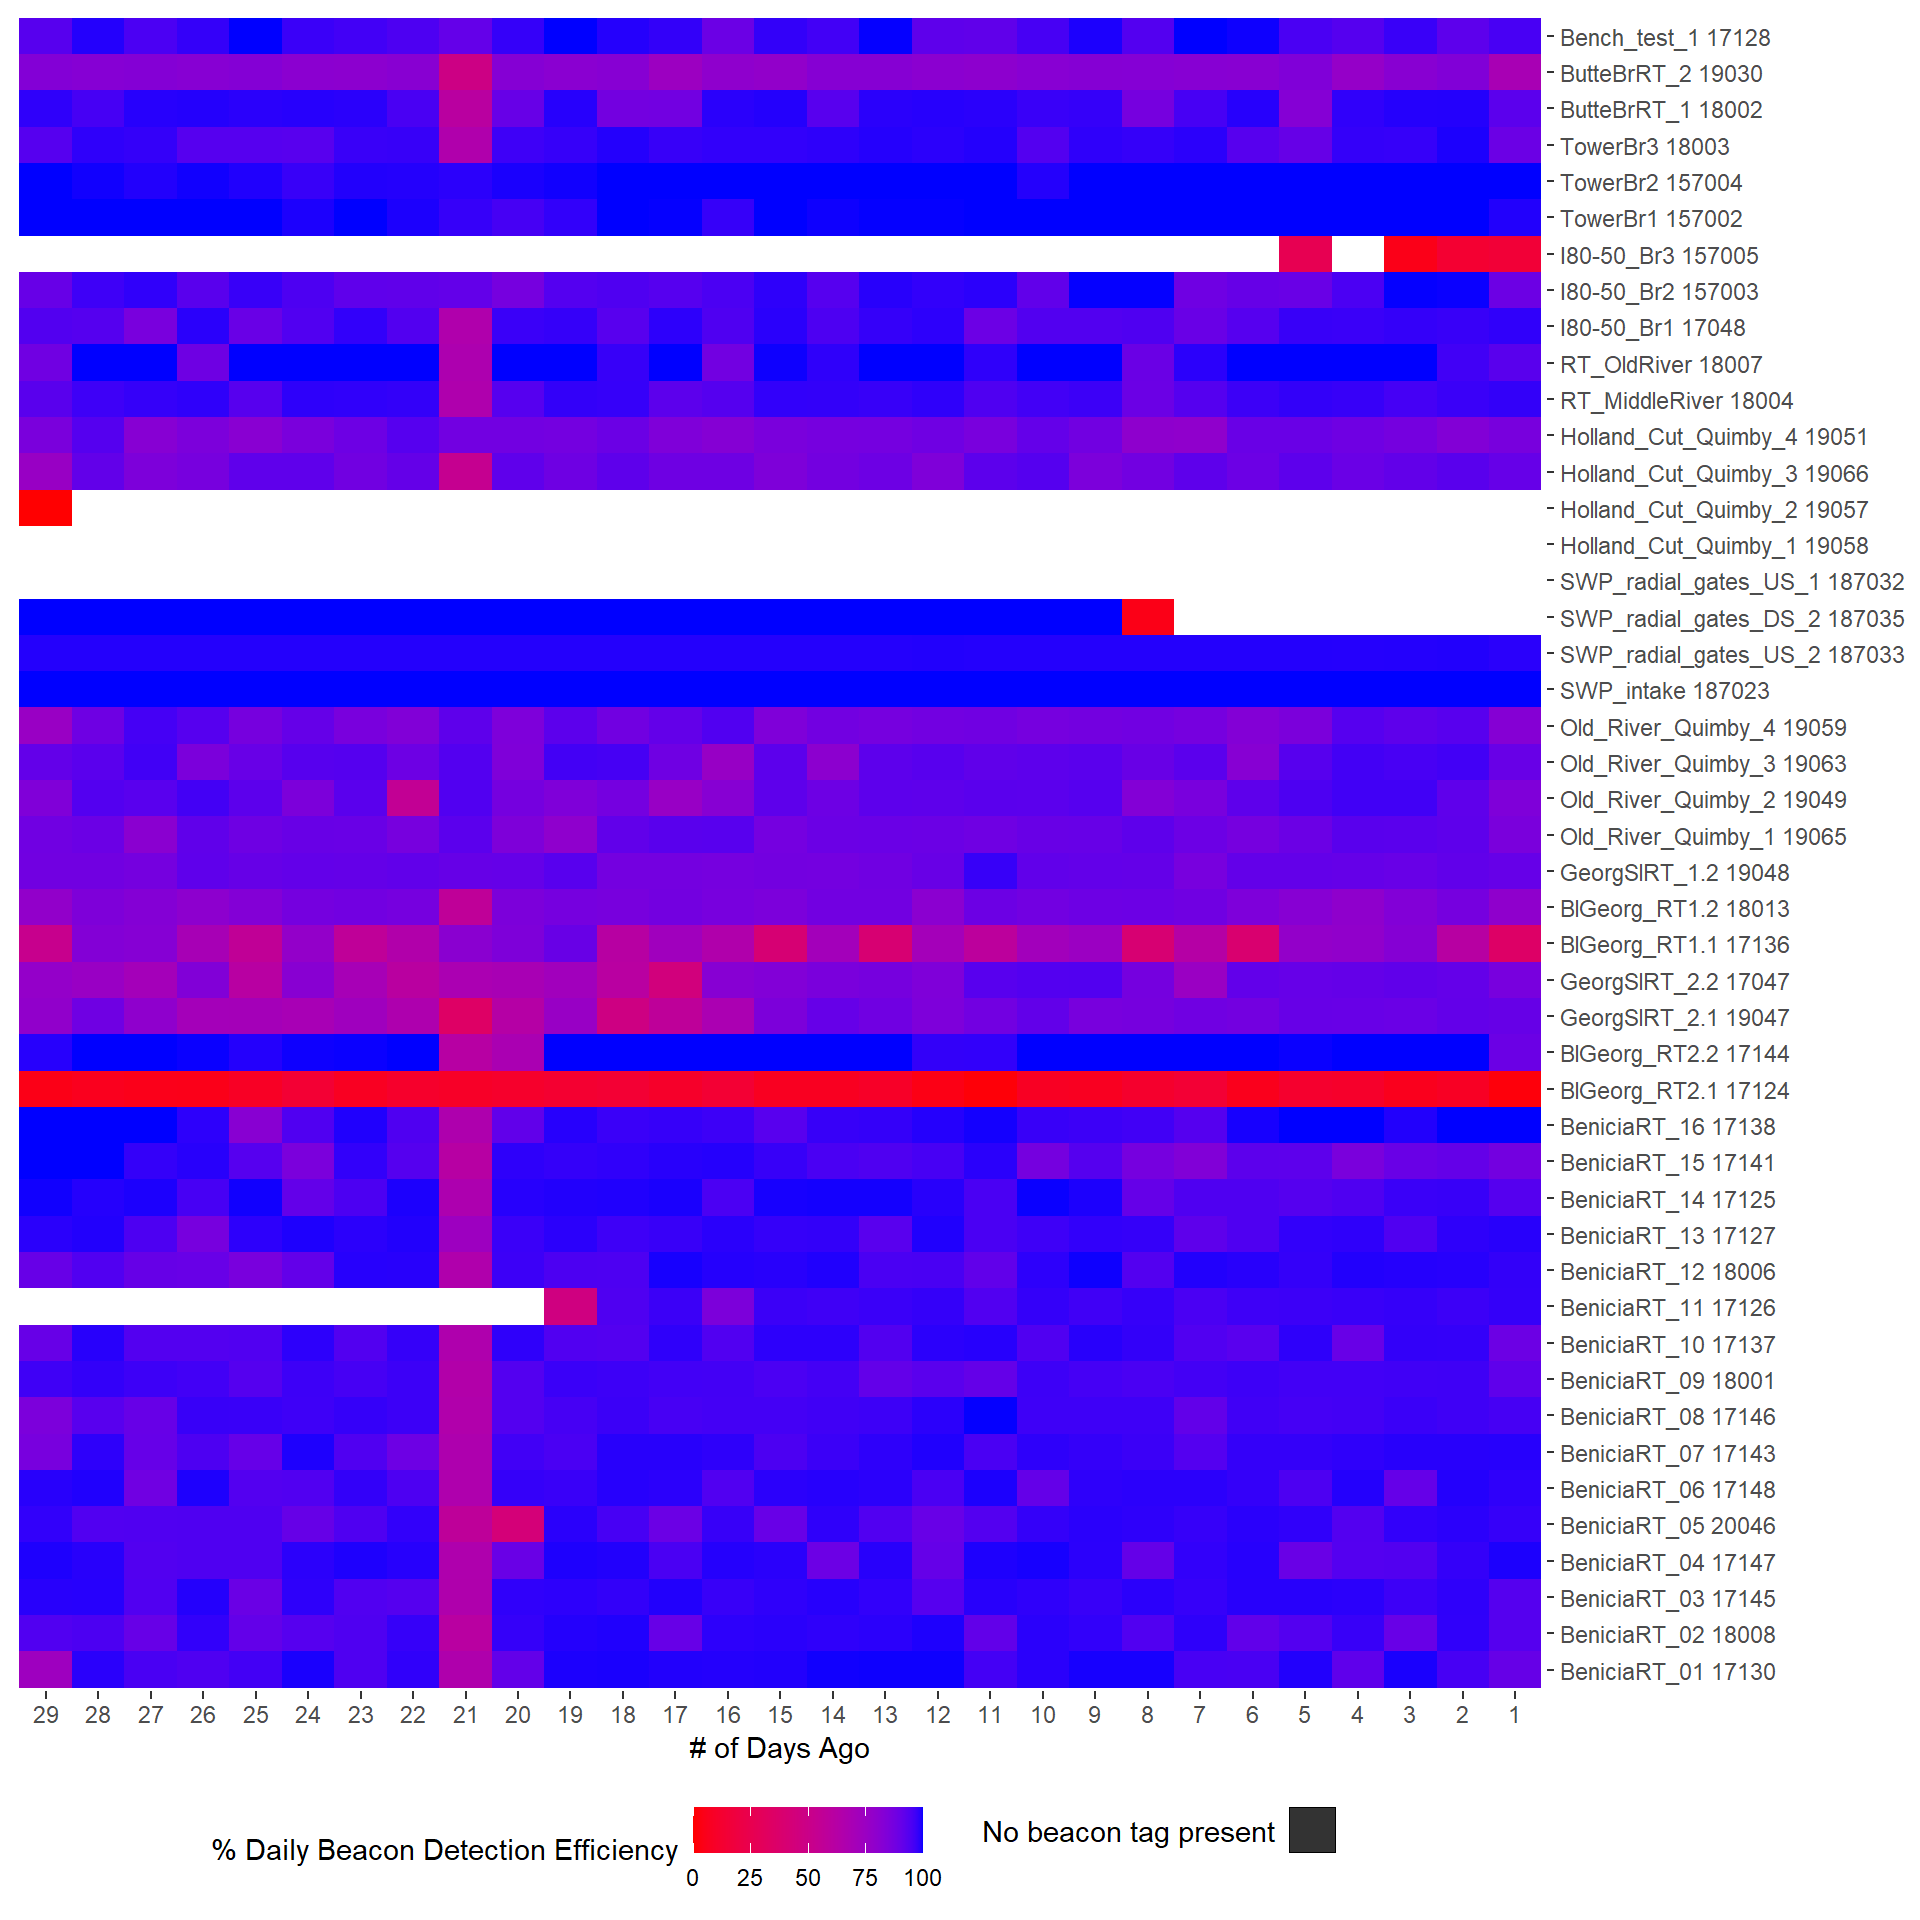 Bench_test_1 17128
ButteBrRT_2 19030
ButteBrRT_1 18002
TowerBr3 18003
TowerBr2 157004
TowerBr1 157002
I80-50_Br3 157005
I80-50_Br2 157003
I80-50_Br1 17048
RT_OldRiver 18007
RT_MiddleRiver 18004
Holland_Cut_Quimby_4 19051
Holland_Cut_Quimby_3 19066
Holland_Cut_Quimby_2 19057
Holland_Cut_Quimby_1 19058
SWP_radial_gates_US_1 187032
SWP_radial_gates_DS_2 187035
SWP_radial_gates_US_2 187033
SWP_intake 187023
Old_River_Quimby_4 19059
Old_River_Quimby_3 19063
Old_River_Quimby_2 19049
Old_River_Quimby_1 19065
GeorgSlRT_1.2 19048
BlGeorg_RT1.2 18013
BlGeorg_RT1.1 17136
GeorgSlRT_2.2 17047
GeorgSlRT_2.1 19047
BlGeorg_RT2.2 17144
BlGeorg_RT2.1 17124
BeniciaRT_16 17138
BeniciaRT_15 17141
BeniciaRT_14 17125
BeniciaRT_13 17127
BeniciaRT_12 18006
BeniciaRT_11 17126
BeniciaRT_10 17137
BeniciaRT_09 18001
BeniciaRT_08 17146
BeniciaRT_07 17143
BeniciaRT_06 17148
BeniciaRT_05 20046
BeniciaRT_04 17147
BeniciaRT_03 17145
BeniciaRT_02 18008
BeniciaRT_01 17130
29 28 27 26 25 24 23 22 21 20 19 18 17 16 15 14 13 12 11 10 9 8 7 6 5 4 3 2 1
# of Days Ago
% Daily Beacon Detection Efficiency
0 25 50 75 100
No beacon tag present